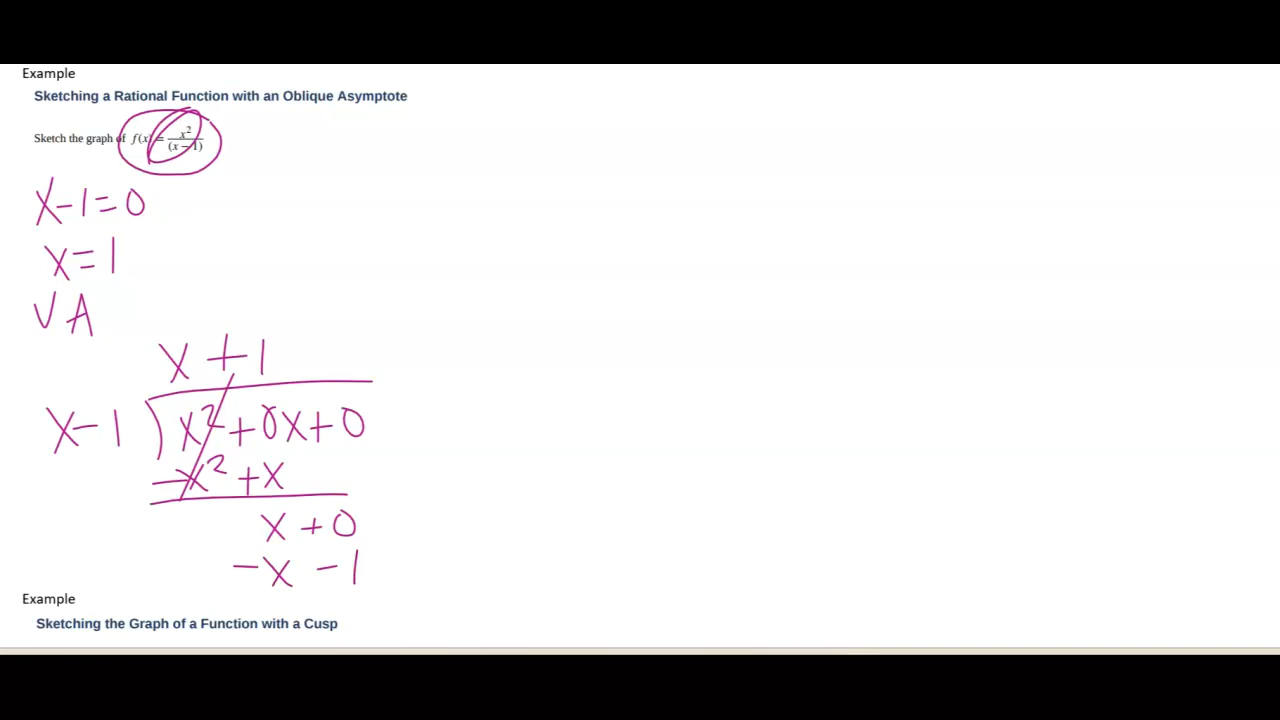 Example
Sketching a Rational Function with an Oblique Asymptote
Sketch the graph of f(x) = x²/(x − 1)
x-1=0
x=1
VA
x+1
x-1 x²+0x+0
-x²+x
x+0
-x-1
Example
Sketching the Graph of a Function with a Cusp